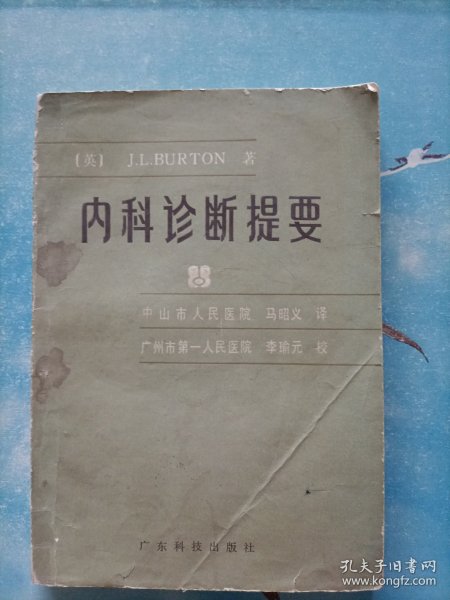 〔英〕 J.L.BURTON 著
内科诊断提要
中山市人民医院 马昭义 译
广州市第一人民医院 李瑜元 校
广东科技出版社
孔夫子旧书网
www.kongfz.com